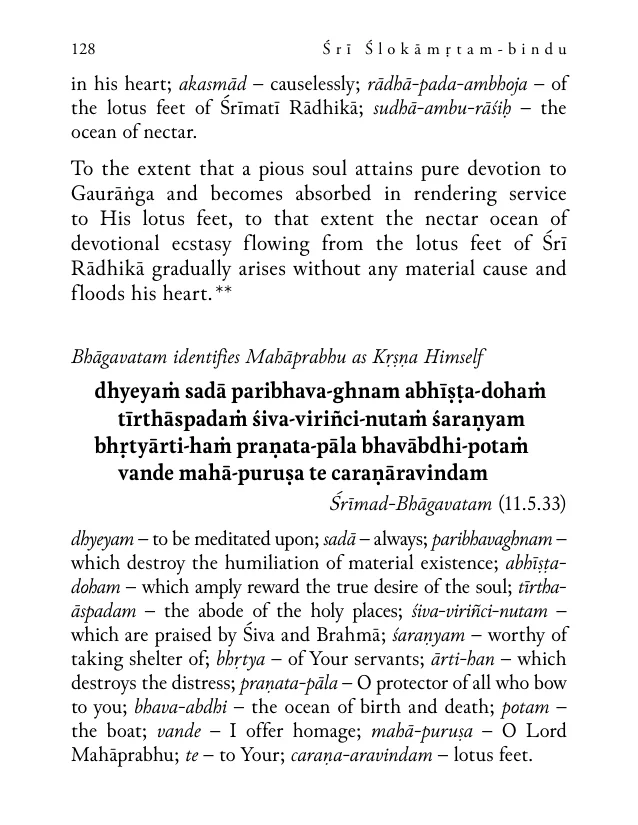 128
Śrī Ślokāmṛtam-bindu
in his heart; akasmād – causelessly; rādhā-pada-ambhoja – of
the lotus feet of Śrīmatī Rādhikā; sudhā-ambu-rāśiḥ – the
ocean of nectar.
To the extent that a pious soul attains pure devotion to
Gaurāṅga and becomes absorbed in rendering service
to His lotus feet, to that extent the nectar ocean of
devotional ecstasy flowing from the lotus feet of Śrī
Rādhikā gradually arises without any material cause and
floods his heart.**
Bhāgavatam identifies Mahāprabhu as Kṛṣṇa Himself
dhyeyaṁ sadā paribhava-ghnam abhīṣṭa-dohaṁ
tīrthāspadaṁ śiva-viriñci-nutaṁ śaraṇyam
bhṛtyārti-haṁ praṇata-pāla bhavābdhi-potaṁ
vande mahā-puruṣa te caraṇāravindam
Śrīmad-Bhāgavatam (11.5.33)
dhyeyam – to be meditated upon; sadā – always; paribhavaghnam –
which destroy the humiliation of material existence; abhīṣṭa-
doham – which amply reward the true desire of the soul; tīrtha-
āspadam – the abode of the holy places; śiva-viriñci-nutam –
which are praised by Śiva and Brahmā; śaraṇyam – worthy of
taking shelter of; bhṛtya – of Your servants; ārti-han – which
destroys the distress; praṇata-pāla – O protector of all who bow
to you; bhava-abdhi – the ocean of birth and death; potam –
the boat; vande – I offer homage; mahā-puruṣa – O Lord
Mahāprabhu; te – to Your; caraṇa-aravindam – lotus feet.